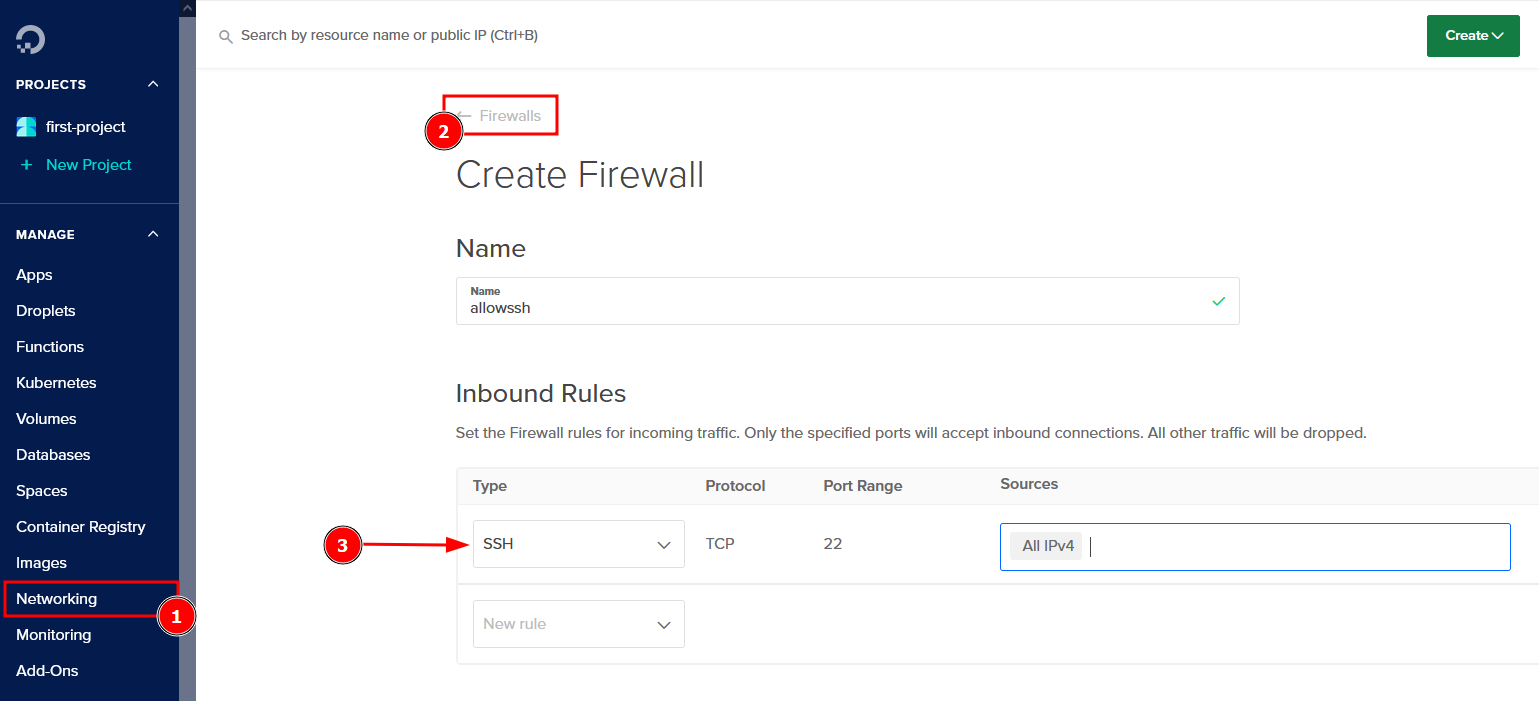 Search by resource name or public IP (Ctrl+B)
Create
PROJECTS
first-project
+ New Project
MANAGE
Apps
Droplets
Functions
Kubernetes
Volumes
Databases
Spaces
Container Registry
Images
Networking
1
Monitoring
Add-Ons
← Firewalls
2
Create Firewall
Name
Name
allowssh
Inbound Rules
Set the Firewall rules for incoming traffic. Only the specified ports will accept inbound connections. All other traffic will be dropped.
Type Protocol Port Range Sources
3 SSH TCP 22 All IPv4
New rule